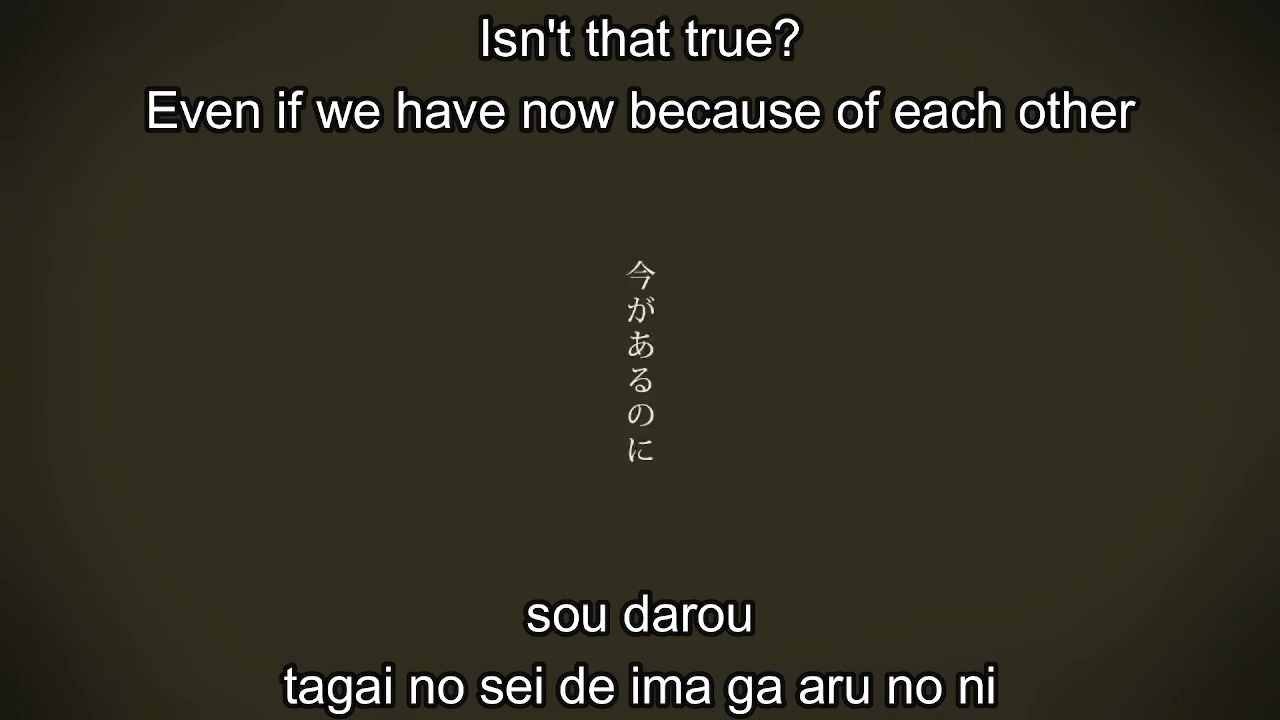 Isn't that true?
Even if we have now because of each other
今があるのに
sou darou
tagai no sei de ima ga aru no ni